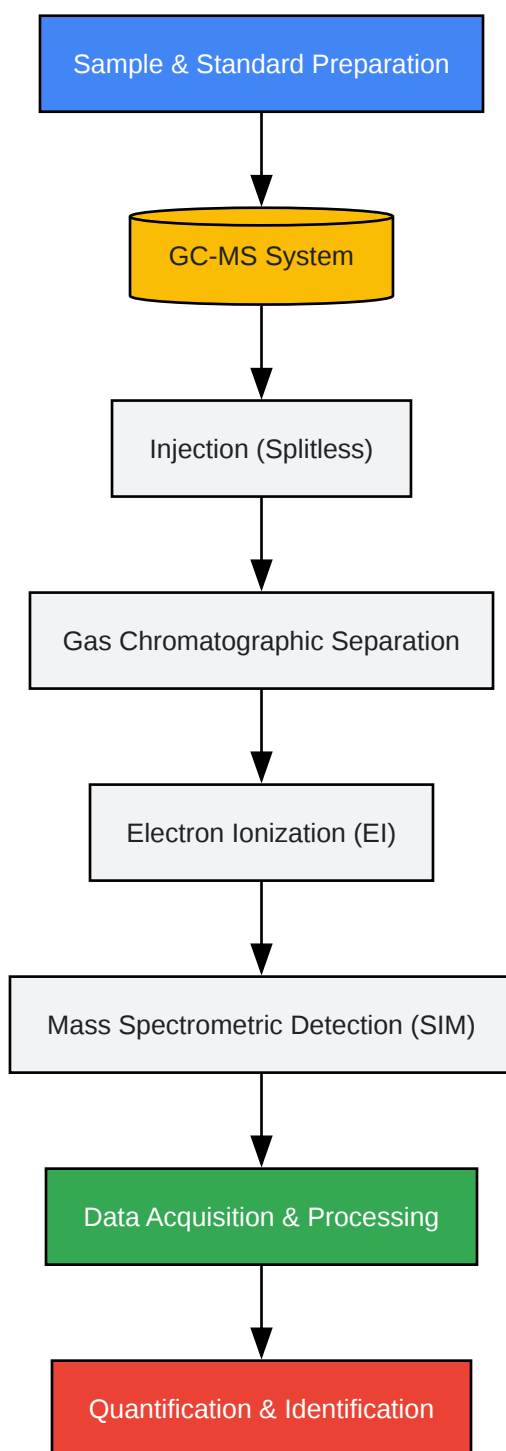 Sample & Standard Preparation
GC-MS System
Injection (Splitless)
Gas Chromatographic Separation
Electron Ionization (EI)
Mass Spectrometric Detection (SIM)
Data Acquisition & Processing
Quantification & Identification